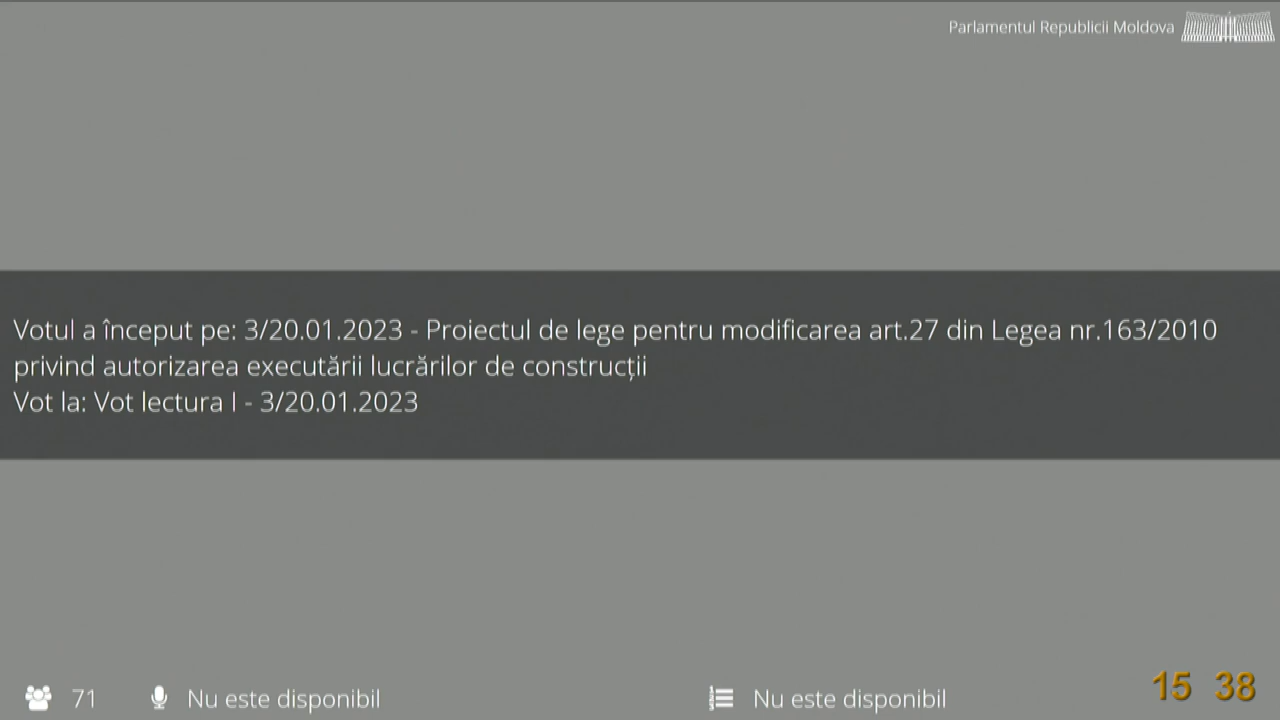 Parlamentul Republicii Moldova
Votul a început pe: 3/20.01.2023 - Proiectul de lege pentru modificarea art.27 din Legea nr.163/2010
privind autorizarea executării lucrărilor de construcții
Vot la: Vot lectura I - 3/20.01.2023
71 Nu este disponibil Nu este disponibil 15 38